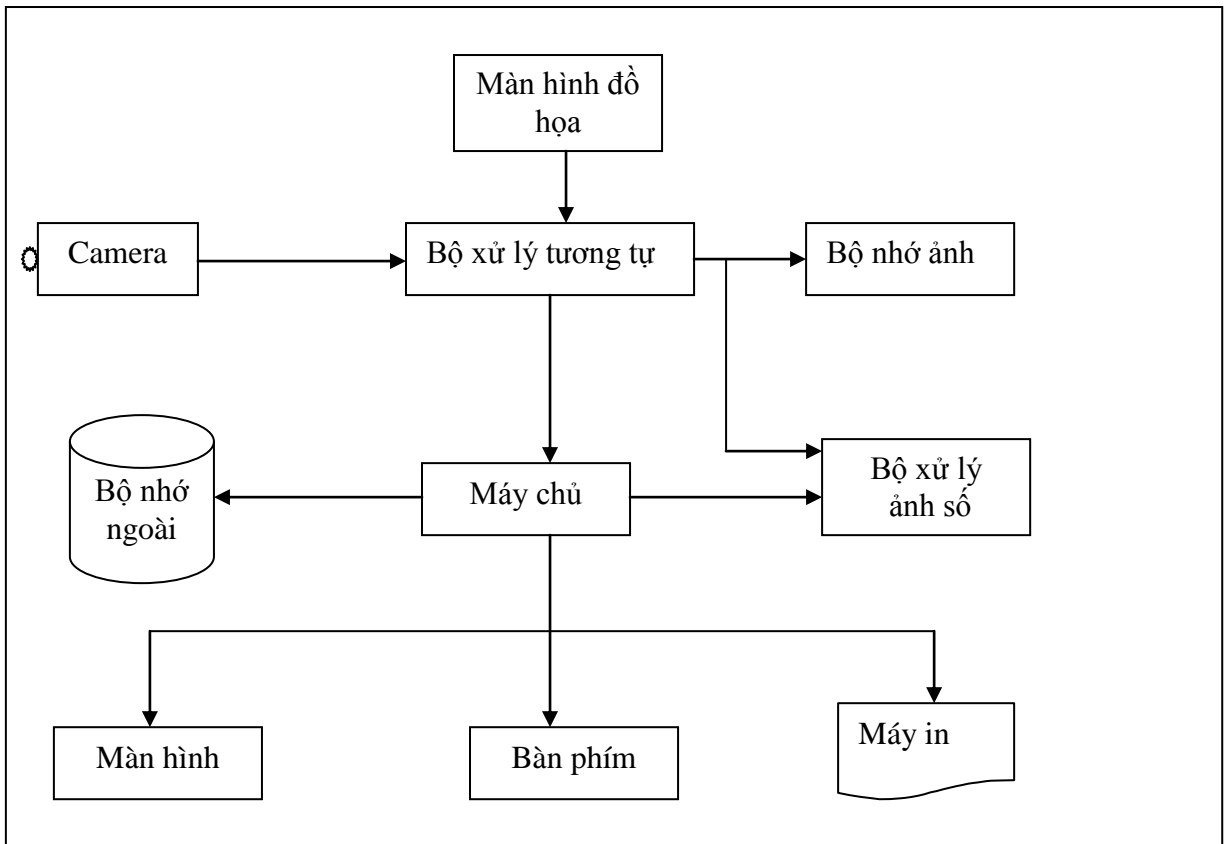 Màn hình đồ
họa
Camera
Bộ xử lý tương tự
Bộ nhớ ảnh
Bộ nhớ
ngoài
Máy chủ
Bộ xử lý
ảnh số
Màn hình
Bàn phím
Máy in